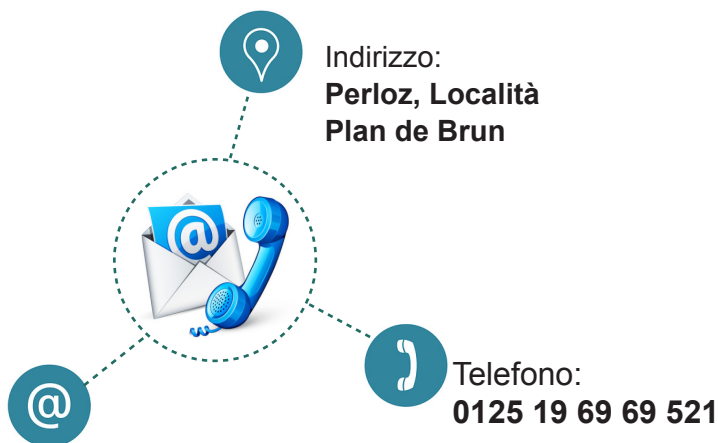 Indirizzo:
Perloz, Località
Plan de Brun
@
@
Telefono:
0125 19 69 69 521